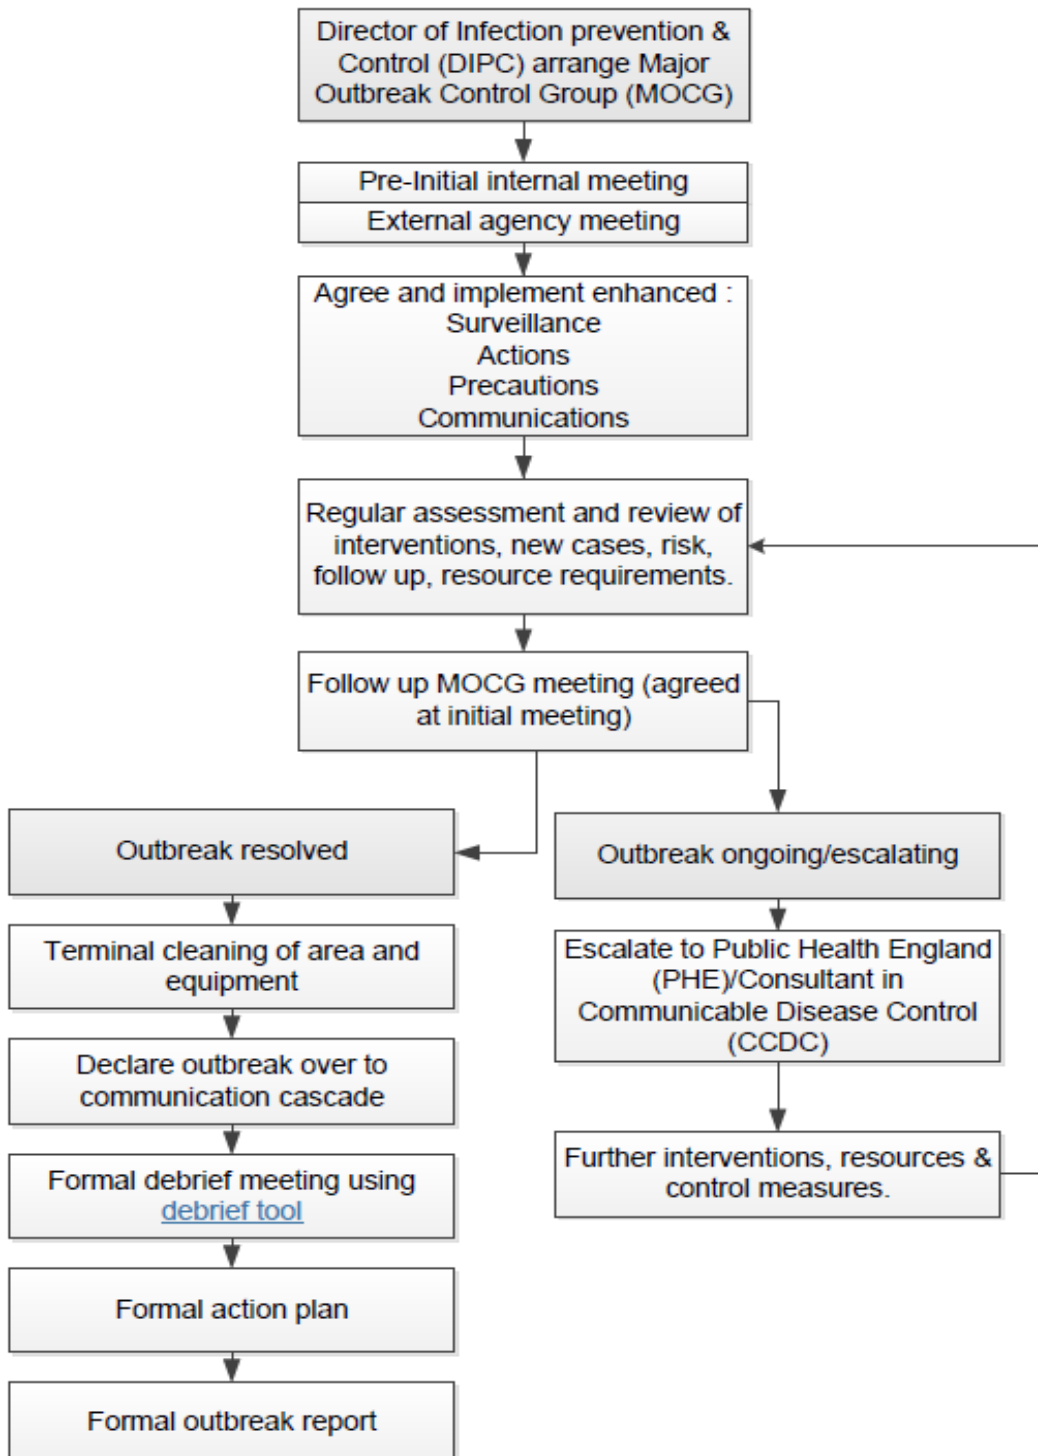 Director of Infection prevention &
Control (DIPC) arrange Major
Outbreak Control Group (MOCG)
Pre-Initial internal meeting
External agency meeting
Agree and implement enhanced :
Surveillance
Actions
Precautions
Communications
Regular assessment and review of
interventions, new cases, risk,
follow up, resource requirements.
Follow up MOCG meeting (agreed
at initial meeting)
Outbreak resolved
Terminal cleaning of area and
equipment
Declare outbreak over to
communication cascade
Formal debrief meeting using
debrief tool
Formal action plan
Formal outbreak report
Outbreak ongoing/escalating
Escalate to Public Health England
(PHE)/Consultant in
Communicable Disease Control
(CCDC)
Further interventions, resources &
control measures.